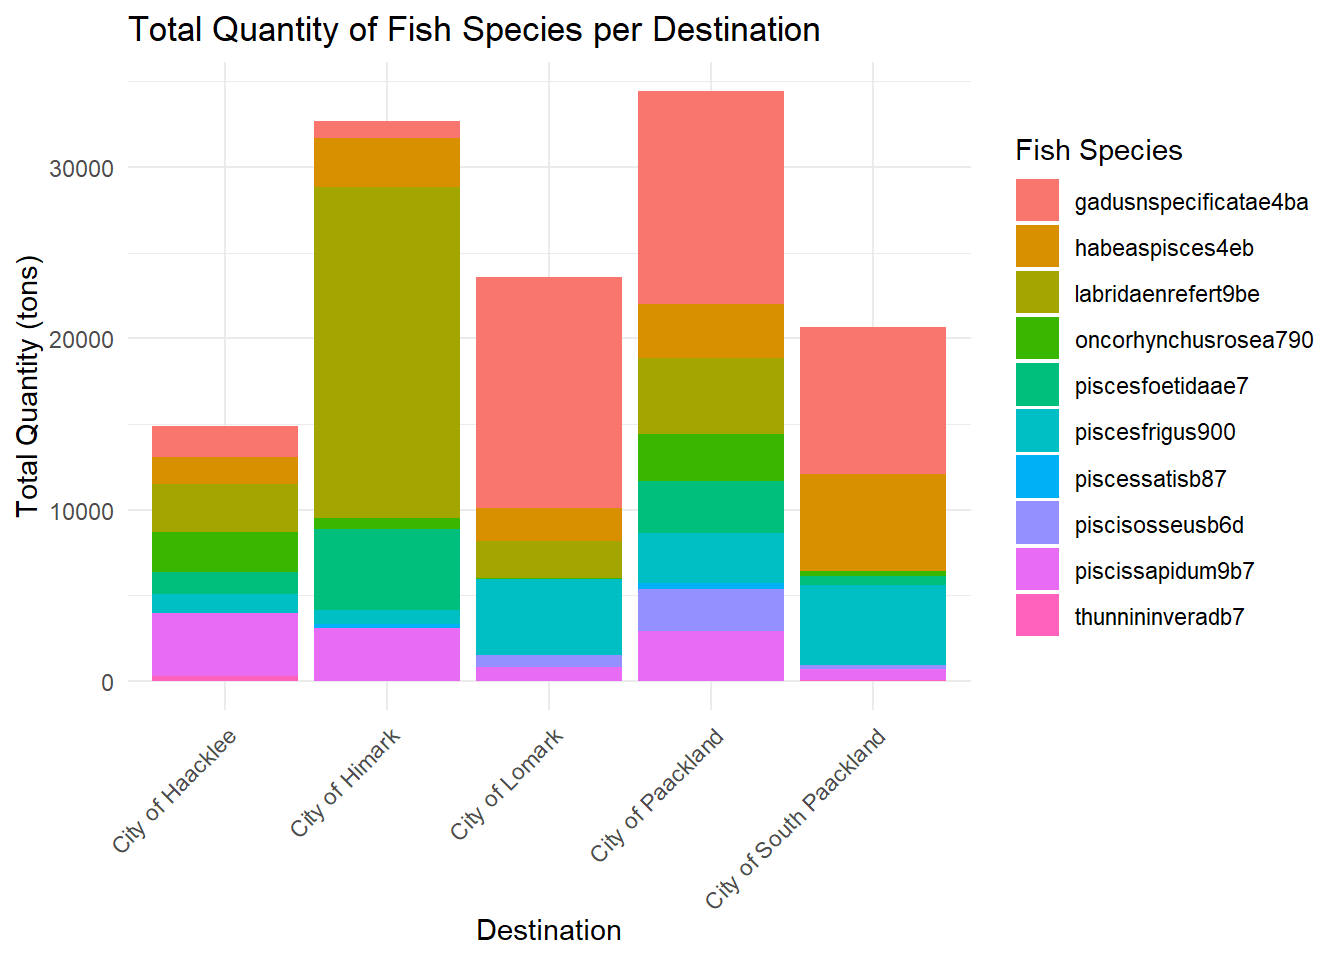 Total Quantity of Fish Species per Destination
Total Quantity (tons)
30000
20000
10000
0
City of Haacklee
City of Himark
City of Lomark
City of Paackland
City of South Paackland
Destination
Fish Species
gadusnspecificatae4ba
habeaspisces4eb
labridaenrefert9be
oncorhynchusrosea790
piscesfoetidaae7
piscesfrigus900
piscessatisb87
piscisosseusb6d
piscissapidum9b7
thunnininveradb7